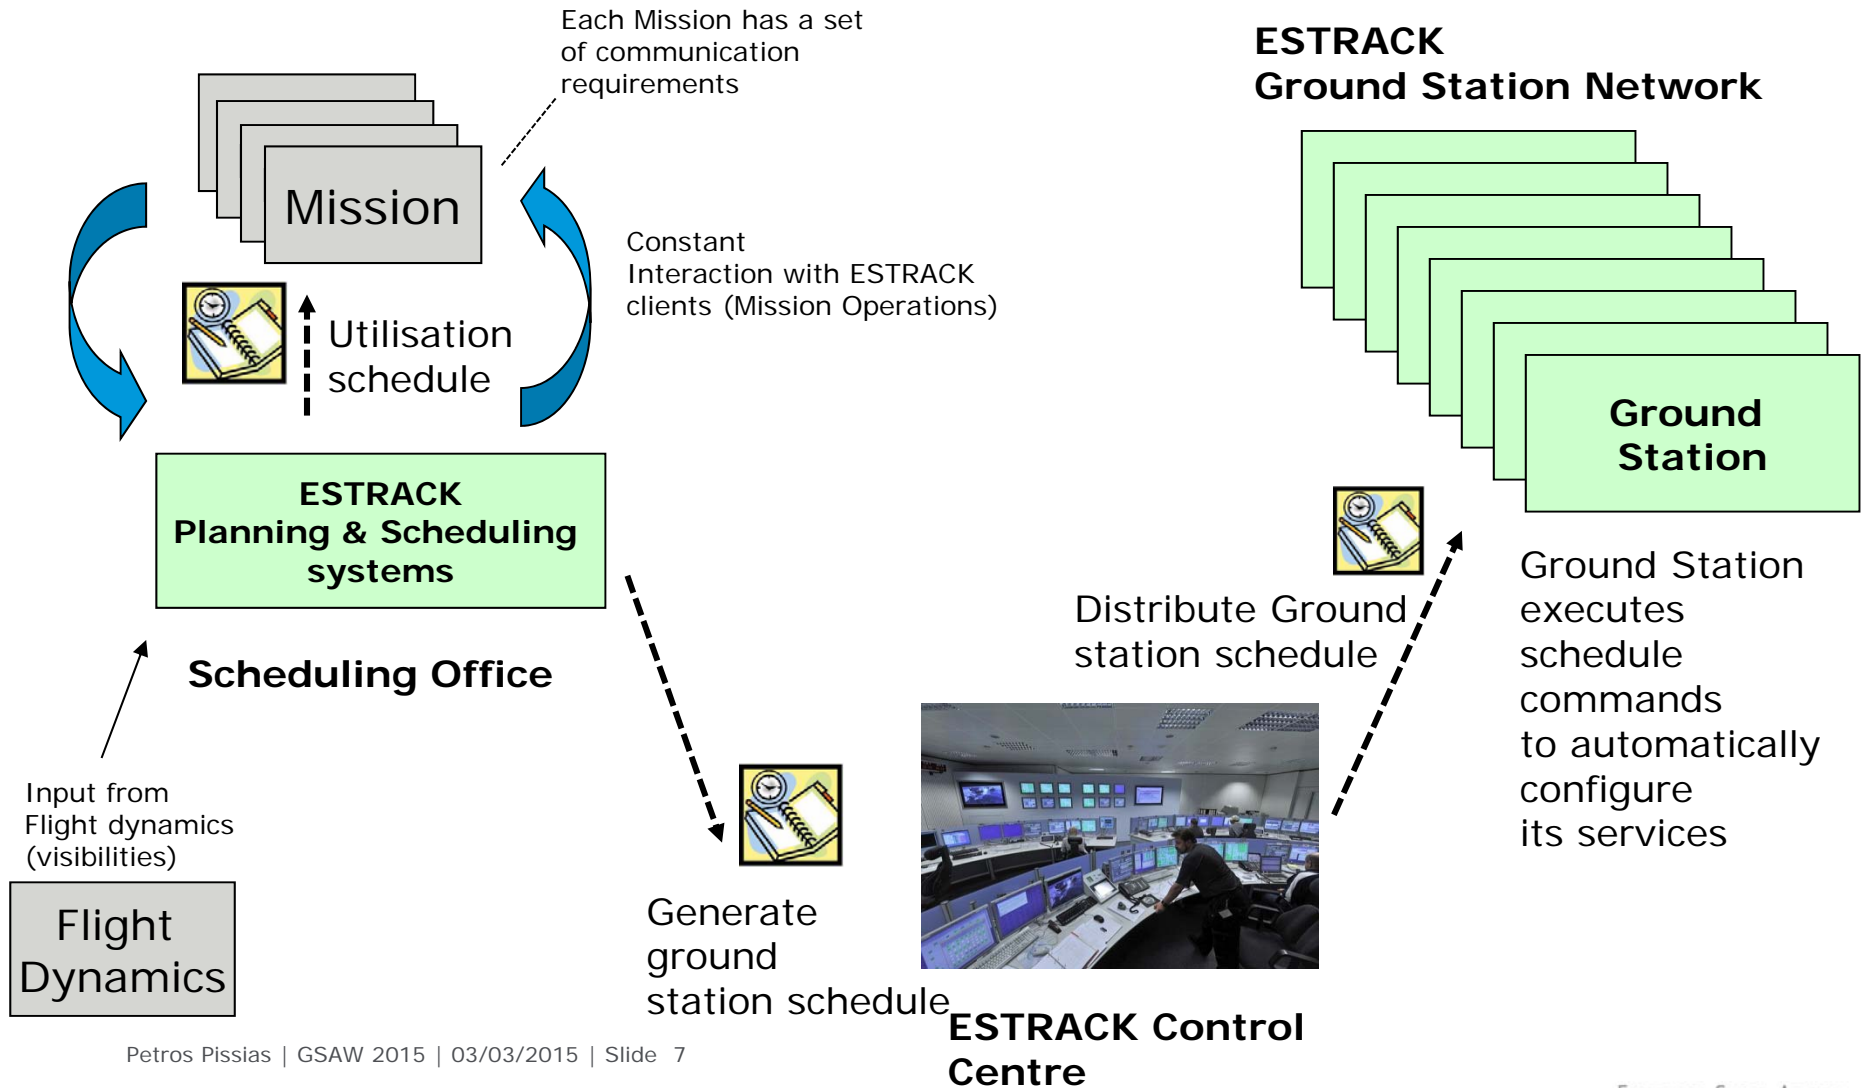 Each Mission has a set
of communication
requirements
ESTRACK
Ground Station Network
Mission
Constant
Interaction with ESTRACK
clients (Mission Operations)
Utilisation
schedule
Ground
Station
ESTRACK
Planning & Scheduling
systems
Scheduling Office
Distribute Ground
station schedule
Ground Station
executes
schedule
commands
to automatically
configure
its services
Input from
Flight dynamics
(visibilities)
Flight
Dynamics
Generate
ground
station schedule
ESTRACK Control
Centre
Petros Pissias | GSAW 2015 | 03/03/2015 | Slide 7